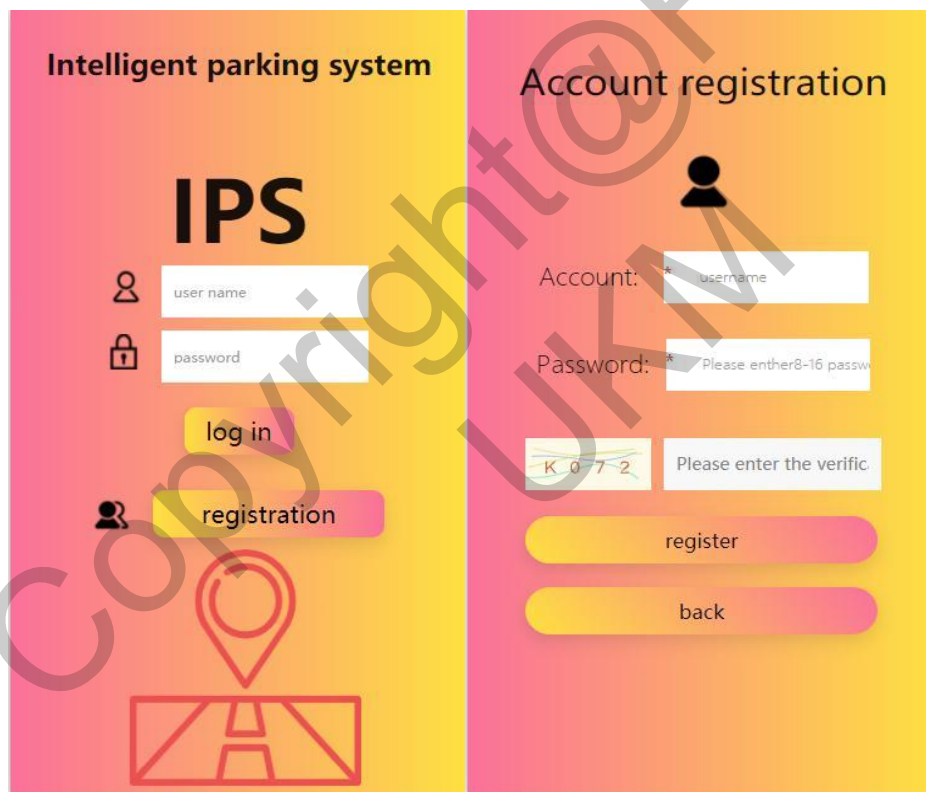 Intelligent parking system
IPS
user name
password
log in
registration
Account registration
Account: * username
Password: * Please enther8-16 passw
K 0 7 2
Please enter the verific
register
back
Copyright@
UKM